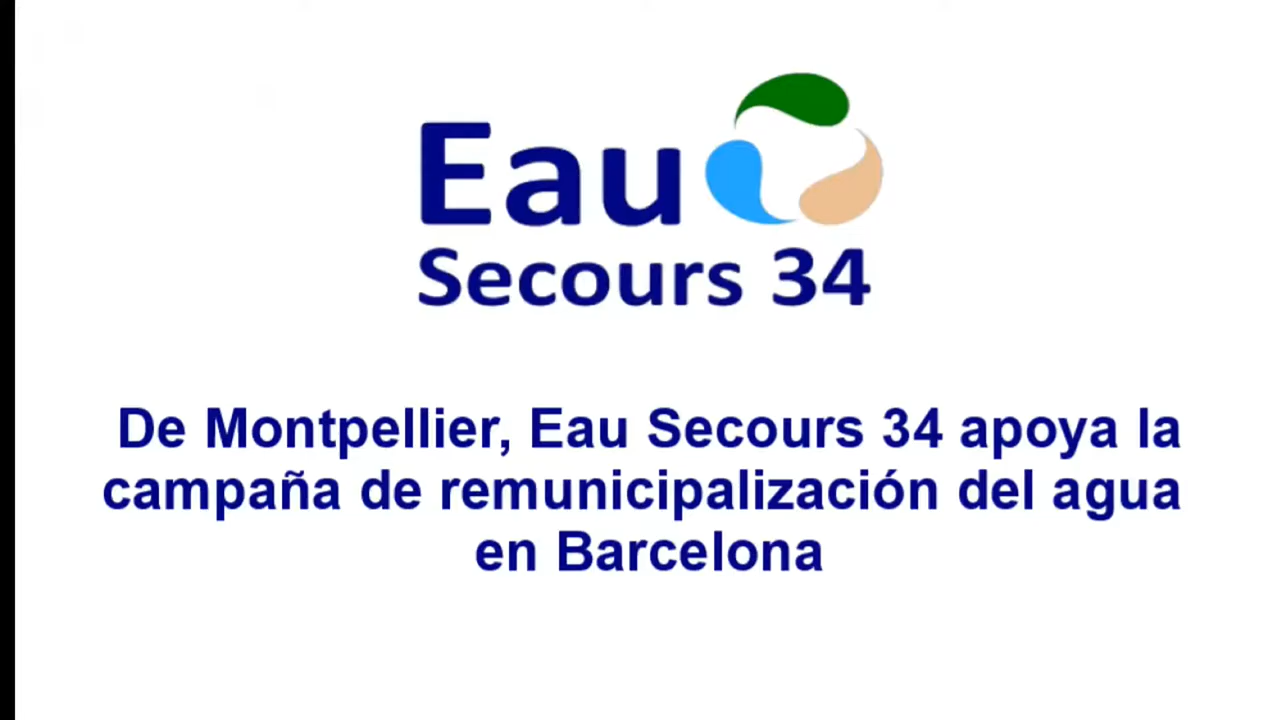 Eau
Secours 34
De Montpellier, Eau Secours 34 apoya la
campaña de remunicipalización del agua
en Barcelona